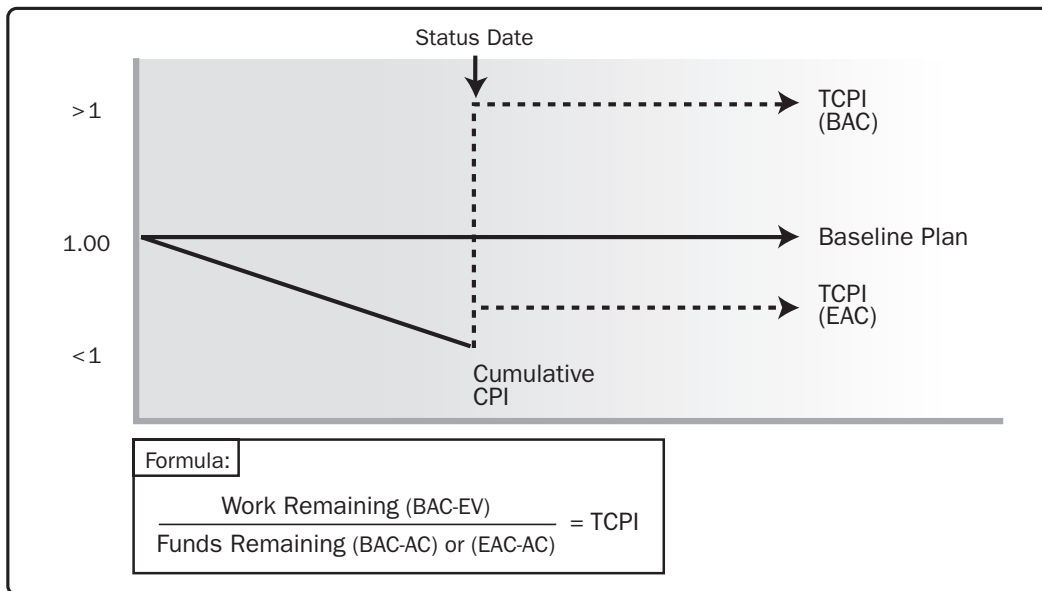 Status Date
>1
TCPI
(BAC)
1.00
Baseline Plan
TCPI
(EAC)
<1
Cumulative
CPI
Formula:
Work Remaining (BAC-EV)
Funds Remaining (BAC-AC) or (EAC-AC)
= TCPI